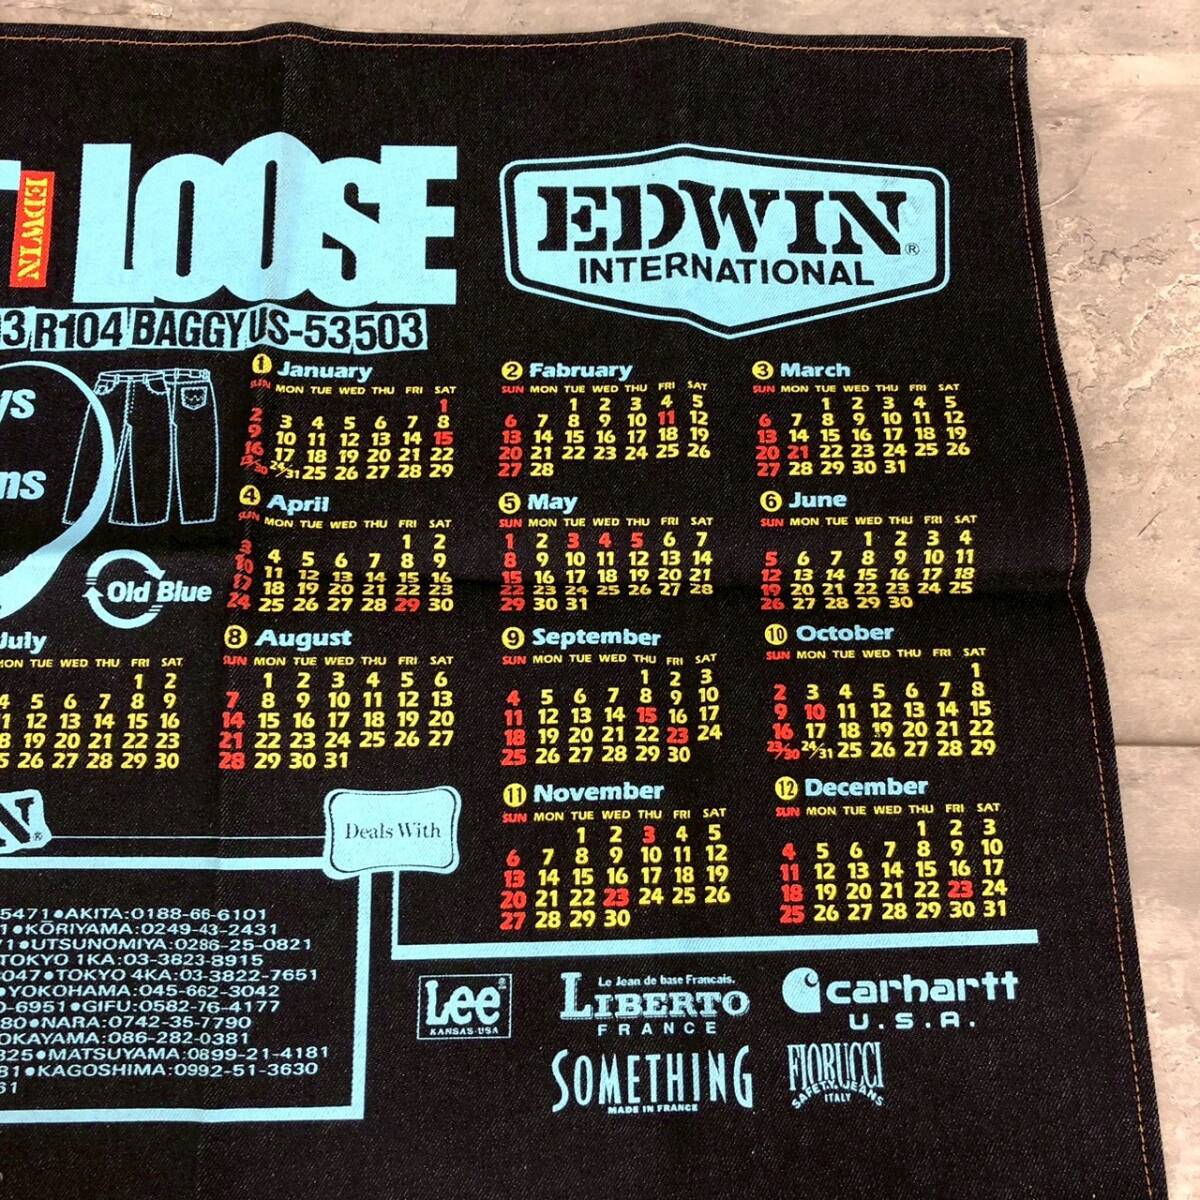 EDWIN
LOOSE
EDWIN
INTERNATIONAL
R104 BAGGY US-53,503
Old Blue
1 January
SUN MON TUE WED THU FRI SAT
1
2 3 4 5 6 7 8
9 10 11 12 13 14 15
16 17 18 19 20 21 22
23/30 24/31 25 26 27 28 29
2 Fabruary
SUN MON TUE WED THU FRI SAT
1 2 3 4 5
6 7 8 9 10 11 12
13 14 15 16 17 18 19
20 21 22 23 24 25 26
27 28
3 March
SUN MON TUE WED THU FRI SAT
1 2 3 4 5
6 7 8 9 10 11 12
13 14 15 16 17 18 19
20 21 22 23 24 25 26
27 28 29 30 31
4 April
SUN MON TUE WED THU FRI SAT
1 2
3 4 5 6 7 8 9
10 11 12 13 14 15 16
17 18 19 20 21 22 23
24 25 26 27 28 29 30
5 May
SUN MON TUE WED THU FRI SAT
1 2 3 4 5 6 7
8 9 10 11 12 13 14
15 16 17 18 19 20 21
22 23 24 25 26 27 28
29 30 31
6 June
SUN MON TUE WED THU FRI SAT
1 2 3 4
5 6 7 8 9 10 11
12 13 14 15 16 17 18
19 20 21 22 23 24 25
26 27 28 29 30
July
MON TUE WED THU FRI SAT
1 2
4 5 6 7 8 9
11 12 13 14 15 16
18 19 20 21 22 23
25 26 27 28 29 30
8 August
SUN MON TUE WED THU FRI SAT
1 2 3 4 5 6
7 8 9 10 11 12 13
14 15 16 17 18 19 20
21 22 23 24 25 26 27
28 29 30 31
9 September
SUN MON TUE WED THU FRI SAT
1 2 3
4 5 6 7 8 9 10
11 12 13 14 15 16 17
18 19 20 21 22 23 24
25 26 27 28 29 30
10 October
SUN MON TUE WED THU FRI SAT
1
2 3 4 5 6 7 8
9 10 11 12 13 14 15
16 17 18 19 20 21 22
23/30 24/31 25 26 27 28 29
11 November
SUN MON TUE WED THU FRI SAT
1 2 3 4 5
6 7 8 9 10 11 12
13 14 15 16 17 18 19
20 21 22 23 24 25 26
27 28 29 30
12 December
SUN MON TUE WED THU FRI SAT
1 2 3
4 5 6 7 8 9 10
11 12 13 14 15 16 17
18 19 20 21 22 23 24
25 26 27 28 29 30 31
Deals With
5471●AKITA:0188-66-6101
1●KŌRIYAMA:0249-43-2431
71●UTSUNOMIYA:0286-25-0821
TOKYO 1KA:03-3823-8915
8047●TOKYO 4KA:03-3822-7651
●YOKOHAMA:045-662-3042
0-6951●GIFU:0582-76-4177
80●NARA:0742-35-7790
OKAYAMA:086-282-0381
825●MATSUYAMA:0899-21-4181
81●KAGOSHIMA:0992-51-3630
61
Lee
KANSAS·USA
Le Jean de base Francais.
LIBERTO
FRANCE
carhartt
U.S.A.
SOMETHING
MADE IN FRANCE
FIORUCCI
SAFETY JEANS
ITALY